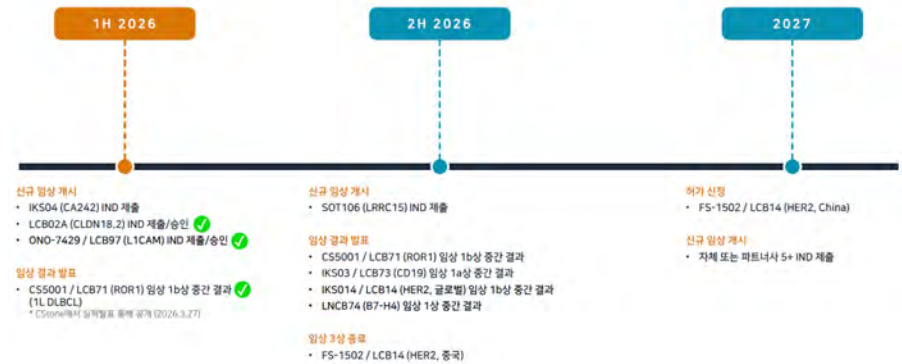 1H 2026
신규 임상 개시
• IKS04 (CA242) IND 제출
• LCB02A (CLDN18.2) IND 제출/승인
• ONO-7429 / LCB97 (L1CAM) IND 제출/승인
임상 결과 발표
• CS5001 / LCB71 (ROR1) 임상 1b상 중간 결과
(1L DLBCL)
* CStone에서 실적발표 통해 공개 (2026.3.27)
2H 2026
신규 임상 개시
• SOT106 (LRRC15) IND 제출
임상 결과 발표
• CS5001 / LCB71 (ROR1) 임상 1b상 중간 결과
• IKS03 / LCB73 (CD19) 임상 1a상 중간 결과
• IKS014 / LCB14 (HER2, 글로벌) 임상 1b상 중간 결과
• LNCB74 (B7-H4) 임상 1상 중간 결과
임상 3상 종료
• FS-1502 / LCB14 (HER2, 중국)
2027
허가 신청
• FS-1502 / LCB14 (HER2, China)
신규 임상 개시
• 자체 또는 파트너사 5+ IND 제출